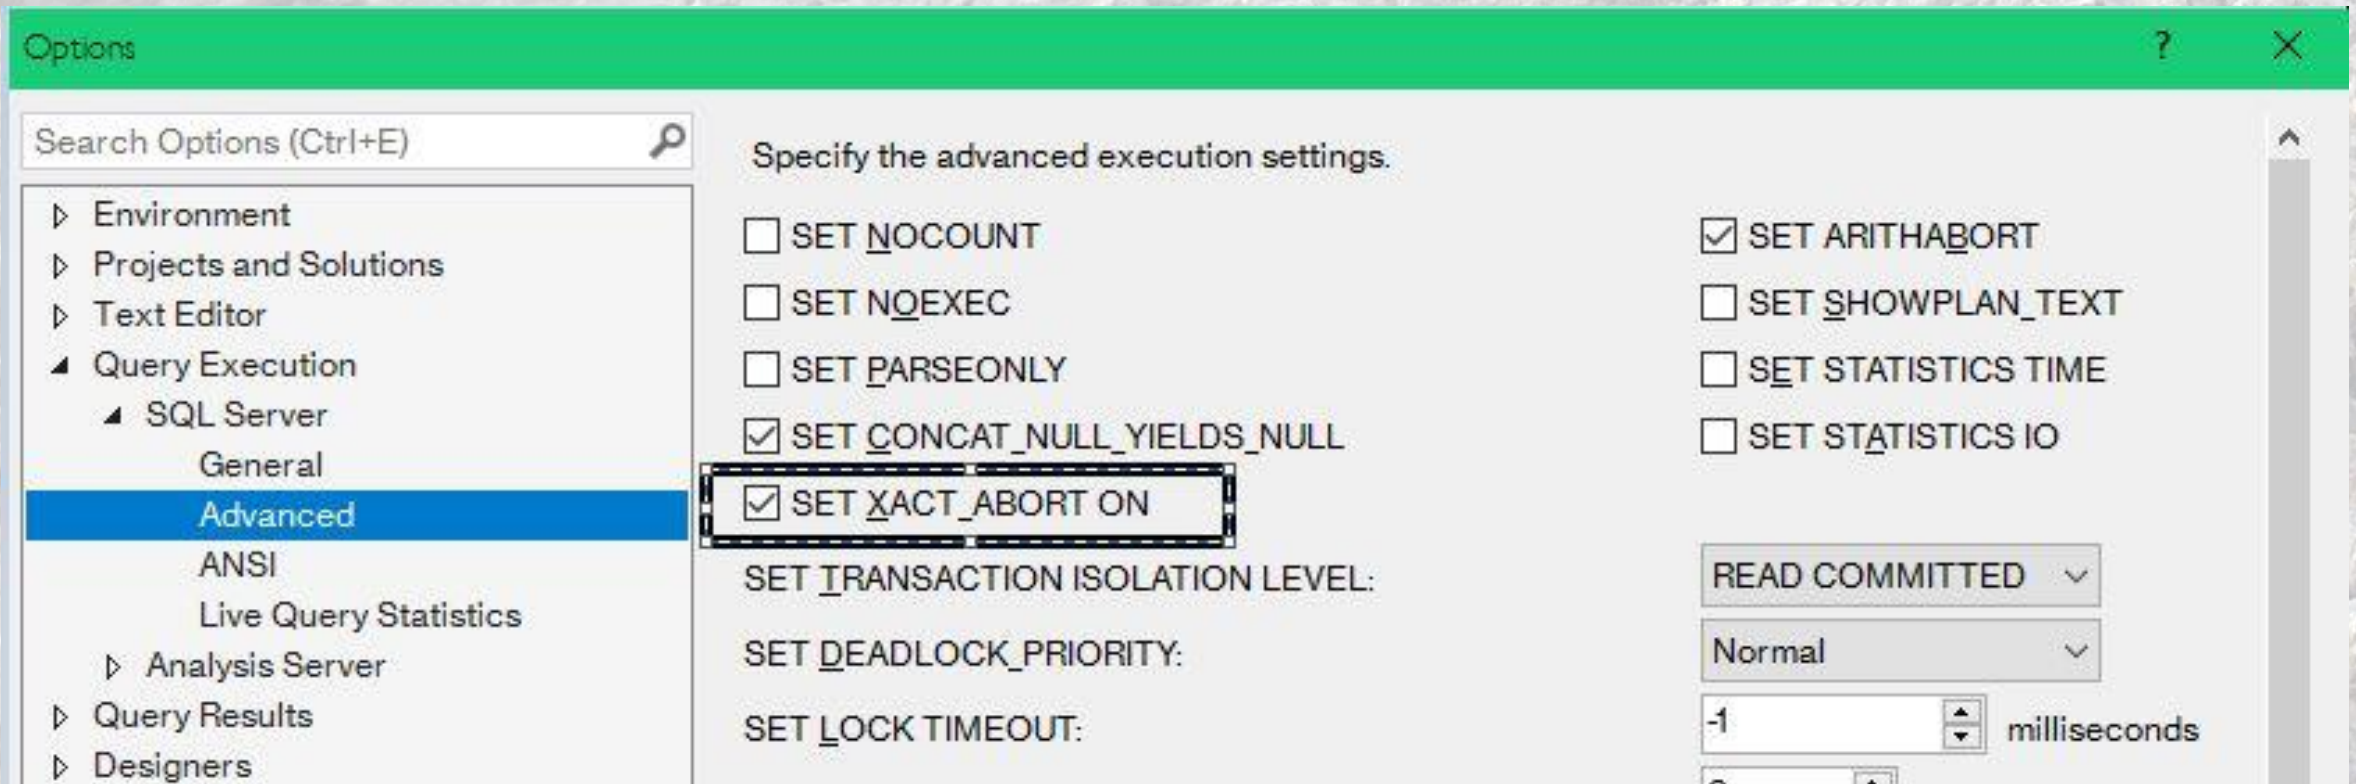 Options
?
Search Options (Ctrl+E)
Environment
Projects and Solutions
Text Editor
Query Execution
SQL Server
General
Advanced
ANSI
Live Query Statistics
Analysis Server
Query Results
Designers
Specify the advanced execution settings.
SET NOCOUNT
SET NOEXEC
SET PARSEONLY
SET CONCAT_NULL_YIELDS_NULL
SET XACT_ABORT ON
SET ARITHABORT
SET SHOWPLAN_TEXT
SET STATISTICS TIME
SET STATISTICS IO
SET TRANSACTION ISOLATION LEVEL: READ COMMITTED
SET DEADLOCK_PRIORITY: Normal
SET LOCK TIMEOUT: -1 milliseconds